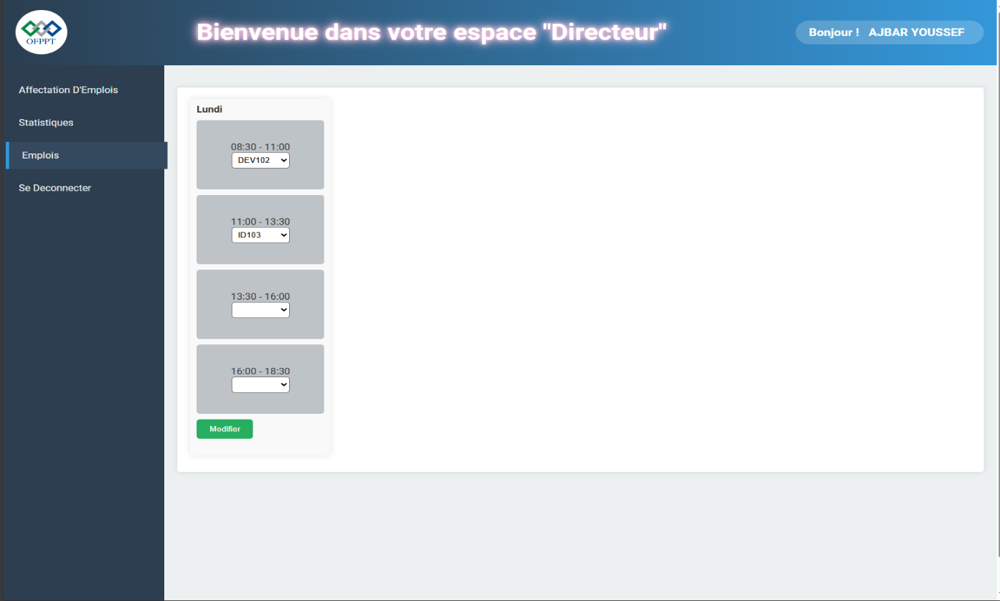 OFPPT
Bienvenue dans votre espace "Directeur"
Bonjour ! AJBAR YOUSSEF
Affectation D'Emplois
Statistiques
Emplois
Se Deconnecter
Lundi
08:30 - 11:00
DEV102
11:00 - 13:30
ID103
13:30 - 16:00
16:00 - 18:30
Modifier